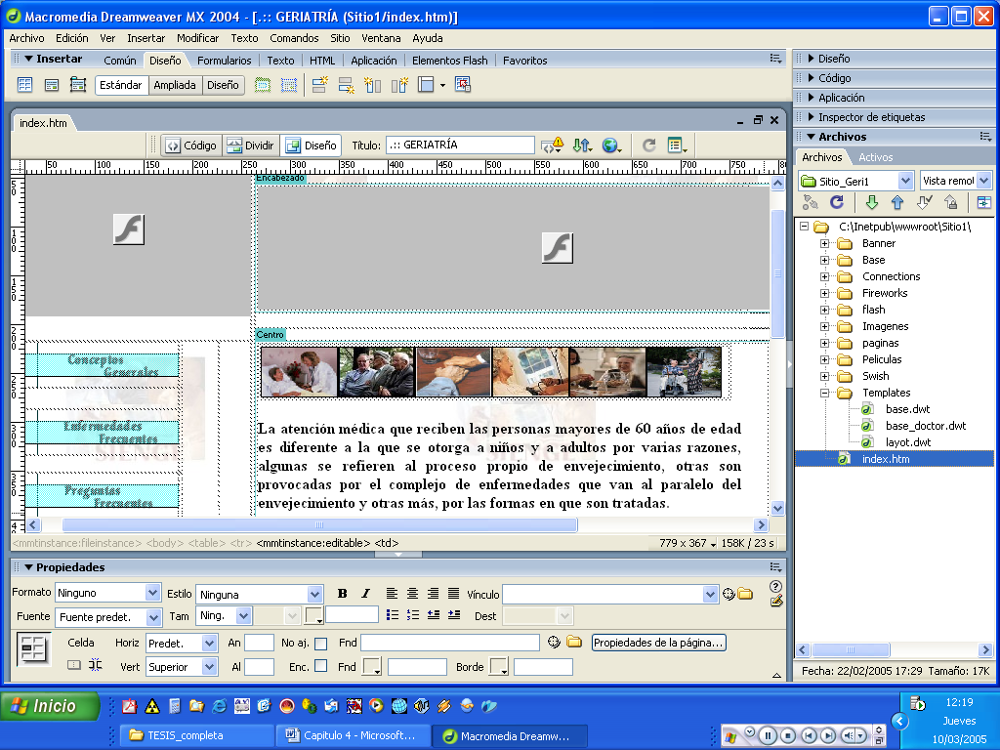 Macromedia Dreamweaver MX 2004 - [.:: GERIATRÍA (Sitio1/index.htm)]
Archivo Edición Ver Insertar Modificar Texto Comandos Sitio Ventana Ayuda
Insertar Común Diseño Formularios Texto HTML Aplicación Elementos Flash Favoritos
Estándar Ampliada Diseño
index.htm
Código Dividir Diseño Título: .:: GERIATRÍA
50 100 150 200 250 300 350 400 450 500 550 600 650 700 750
Encabezado
Centro
Conceptos
Generales
Enfermedades
Frecuentes
Preguntas
Frecuentes
La atención médica que reciben las personas mayores de 60 años de edad
es diferente a la que se otorga a niños y a adultos por varias razones,
algunas se refieren al proceso propio de envejecimiento, otras son
provocadas por el complejo de enfermedades que van al paralelo del
envejecimiento y otras más, por las formas en que son tratadas.
<mmtinstance:fileinstance> <body> <table> <tr> <mmtinstance:editable> <td>
779 x 367 158K / 23 s
Propiedades
Formato Ninguno Estilo Ninguna B I Vínculo
Fuente Fuente predet. Tam Ning. Dest
Celda Horiz Predet. An No aj. Fnd Propiedades de la página...
Vert Superior Al Enc. Fnd Borde
Diseño
Código
Aplicación
Inspector de etiquetas
Archivos
Archivos Activos
Sitio_Geri1 Vista remol
C:\Inetpub\wwwroot\Sitio1\
Banner
Base
Connections
Fireworks
flash
Imagenes
paginas
Peliculas
Swish
Templates
base.dwt
base_doctor.dwt
layot.dwt
index.htm
Fecha: 22/02/2005 17:29 Tamaño: 17K
Inicio
TESIS_completa Capitulo 4 - Microsoft... Macromedia Dreamw...
12:19
Jueves
10/03/2005